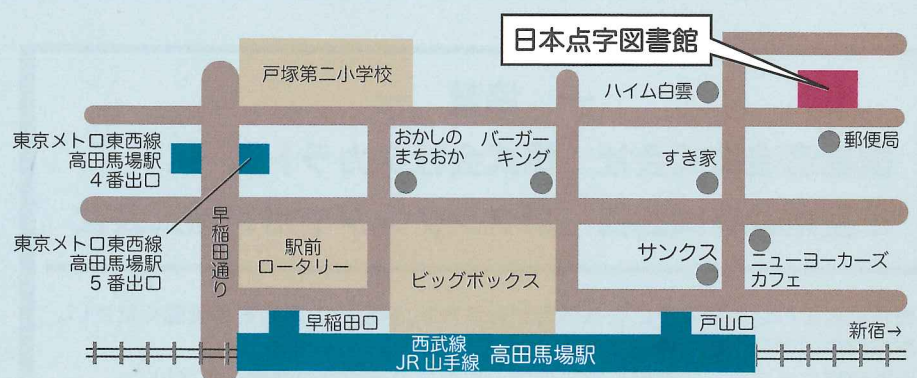 日本点字図書館
戸塚第二小学校
ハイム白雲
郵便局
東京メトロ東西線
高田馬場駅
4番出口
おかしの
まちおか
バーガー
キング
すき家
東京メトロ東西線
高田馬場駅
5番出口
早稲田通り
駅前
ロータリー
ビッグボックス
サンクス
ニューヨーカーズ
カフェ
早稲田口
戸山口
新宿→
西武線
JR山手線
高田馬場駅